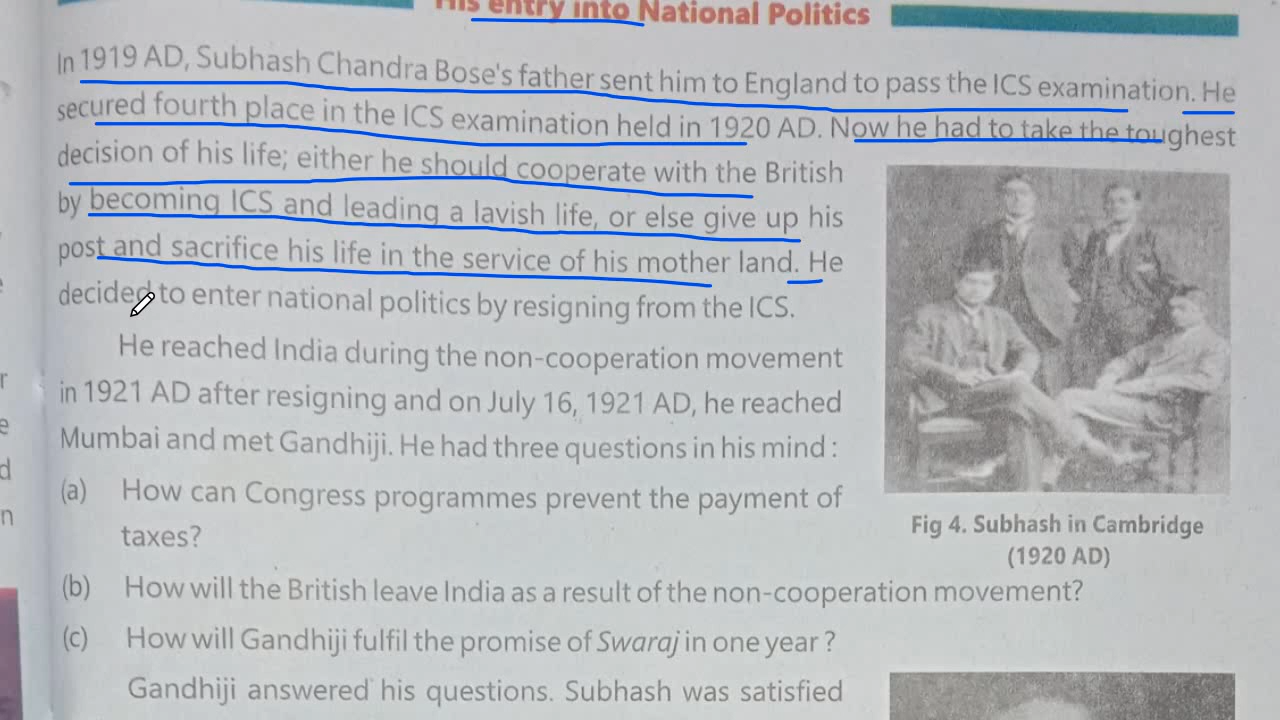 His entry into National Politics
In 1919 AD, Subhash Chandra Bose's father sent him to England to pass the ICS examination. He
secured fourth place in the ICS examination held in 1920 AD. Now he had to take the toughest
decision of his life; either he should cooperate with the British
by becoming ICS and leading a lavish life, or else give up his
post and sacrifice his life in the service of his mother land. He
decided to enter national politics by resigning from the ICS.
He reached India during the non-cooperation movement
in 1921 AD after resigning and on July 16, 1921 AD, he reached
Mumbai and met Gandhiji. He had three questions in his mind :
(a) How can Congress programmes prevent the payment of
taxes?
Fig 4. Subhash in Cambridge
(1920 AD)
(b) How will the British leave India as a result of the non-cooperation movement?
(c) How will Gandhiji fulfil the promise of Swaraj in one year ?
Gandhiji answered his questions. Subhash was satisfied